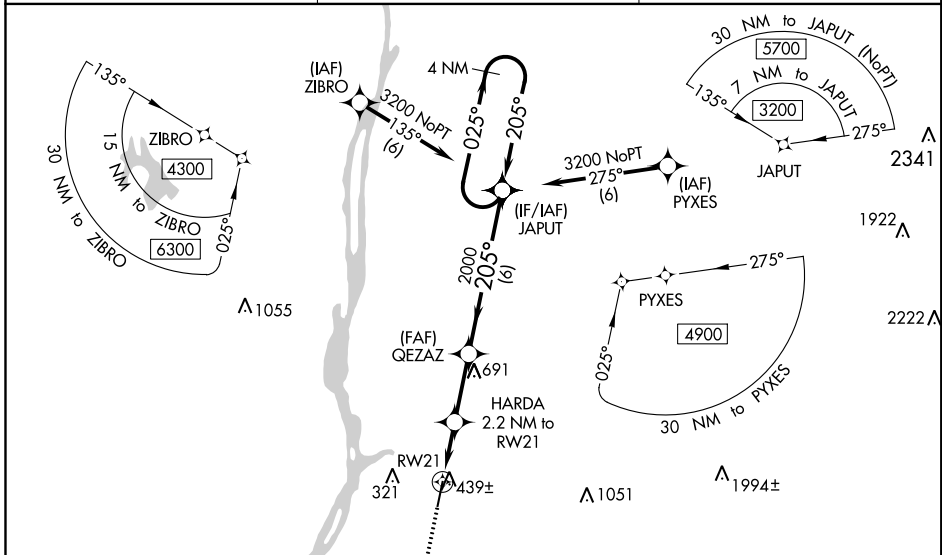 30 NM to JAPUT (NoPT)
5700
7 NM to JAPUT
3200
135°
275°
JAPUT
2341
(IAF)
ZIBRO
4 NM
3200 NoPT
135°
(6)
025°
205°
3200 NoPT
275°
(6)
(IAF)
PYXES
(IF/IAF)
JAPUT
135°
ZIBRO
4300
15 NM to ZIBRO
6300
30 NM to ZIBRO
025°
1922
2000
205°
(6)
275°
PYXES
4900
025°
30 NM to PYXES
2222
1055
(FAF)
QEZAZ
691
HARDA
2.2 NM to
RW21
RW21
321
439±
1051
1994±